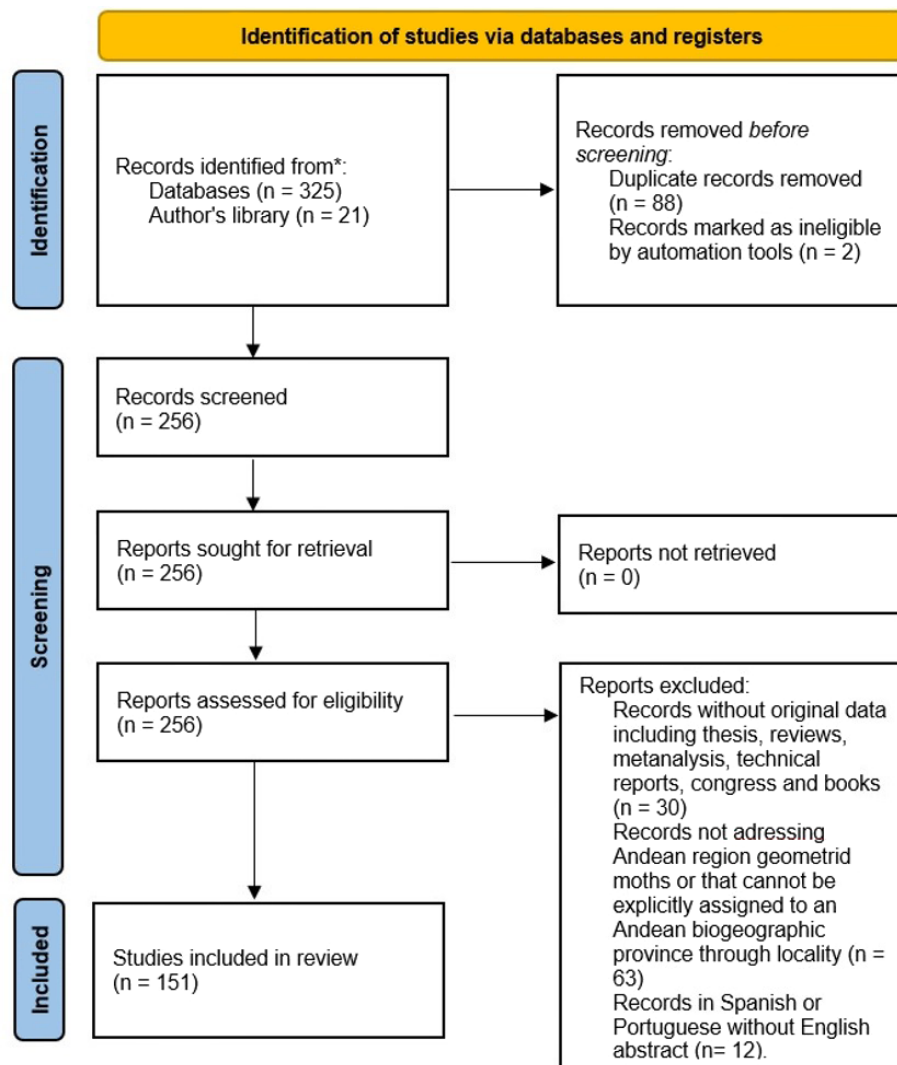 Identification of studies via databases and registers
Identification
Records identified from*:
Databases (n = 325)
Author's library (n = 21)
Records removed before
screening:
Duplicate records removed
(n = 88)
Records marked as ineligible
by automation tools (n = 2)
Screening
Records screened
(n = 256)
Reports sought for retrieval
(n = 256)
Reports not retrieved
(n = 0)
Reports assessed for eligibility
(n = 256)
Reports excluded:
Records without original data
including thesis, reviews,
metanalysis, technical
reports, congress and books
(n = 30)
Records not adressing
Andean region geometrid
moths or that cannot be
explicitly assigned to an
Andean biogeographic
province through locality (n =
63)
Records in Spanish or
Portuguese without English
abstract (n= 12).
Included
Studies included in review
(n = 151)